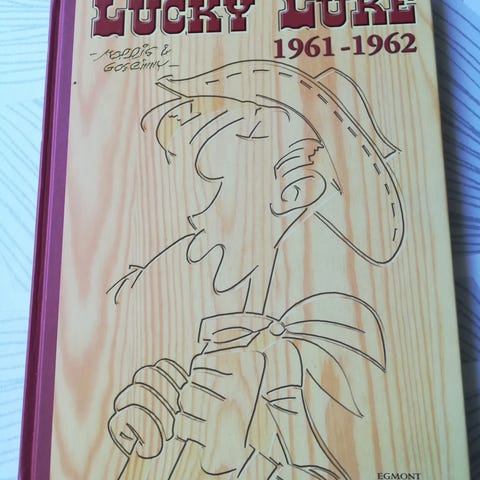 LUCKY LUKE
1961-1962
-MORRIS &
GOSCINNY-
EGMONT